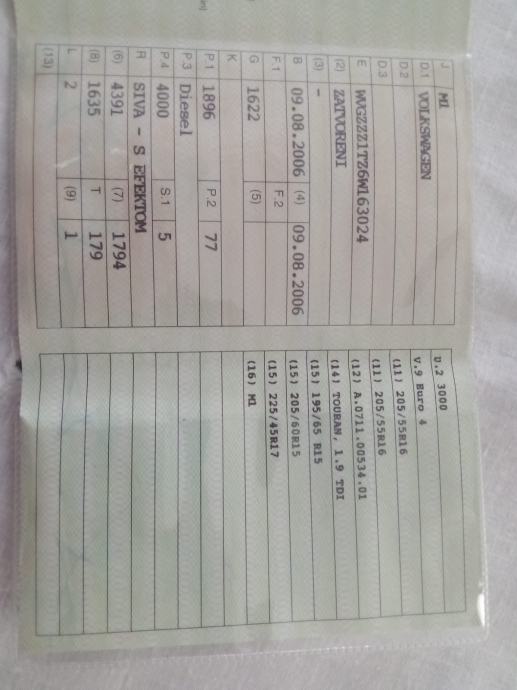 J M1
D.1 VOLKSWAGEN
D.2
D.3
E WVGZZZ1TZ6W163024
(2) ZATVORENI
(3) -
B 09.08.2006 (4) 09.08.2006
F.1 F.2
G 1622 (5)
K
P.1 1896 P.2 77
P.3 Diesel
P.4 4000 S.1 5
R SIVA - S EFEKTOM
(6) 4391 (7) 1794
(8) 1635 T 179
L 2 (9) 1
(13)
U.2 3000
V.9 Euro 4
(11) 205/55R16
(11) 205/55R16
(12) A.0711.00534.01
(14) TOURAN, 1.9 TDI
(15) 195/65 R15
(15) 205/60R15
(15) 225/45R17
(16) M1